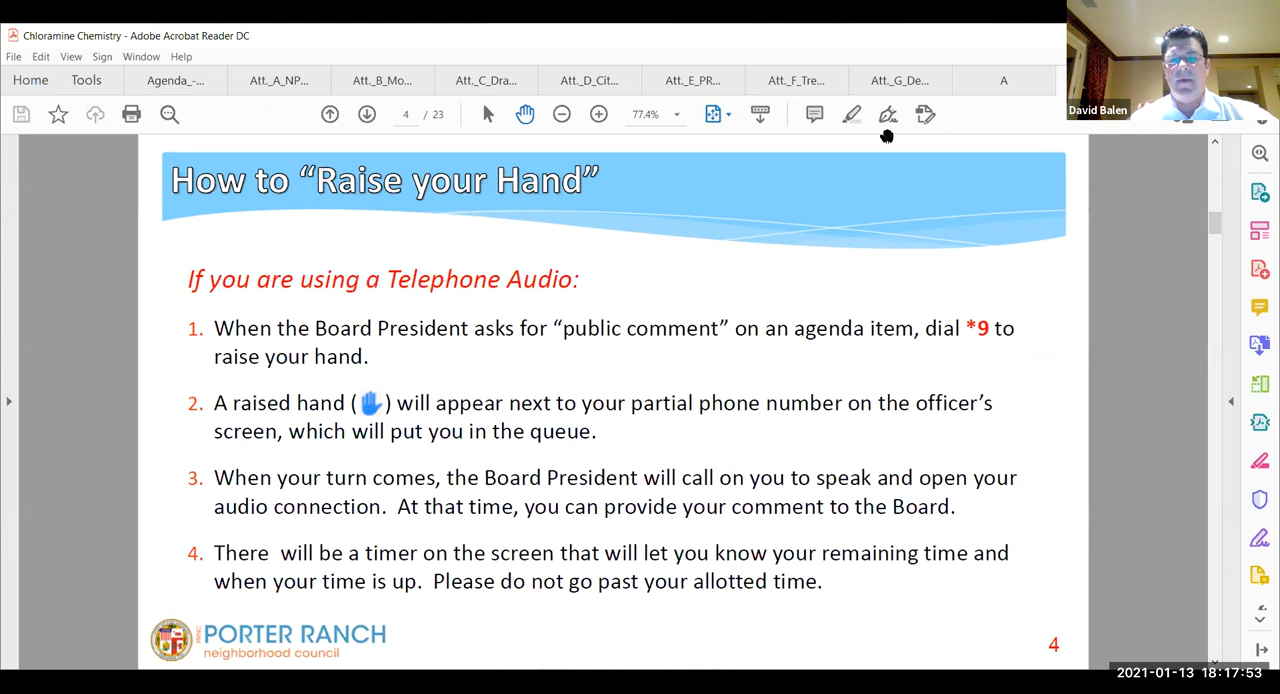 Chloramine Chemistry - Adobe Acrobat Reader DC
File Edit View Sign Window Help
Home Tools Agenda_-... Att._A_NP... Att._B_Mo... Att._C_Dra... Att._D_Cit... Att._E_PR... Att._F_Tre... Att._G_De... A
4 / 23 77.4%
David Balen
How to “Raise your Hand”
If you are using a Telephone Audio:
1. When the Board President asks for “public comment” on an agenda item, dial *9 to
raise your hand.
2. A raised hand ( ) will appear next to your partial phone number on the officer’s
screen, which will put you in the queue.
3. When your turn comes, the Board President will call on you to speak and open your
audio connection. At that time, you can provide your comment to the Board.
4. There will be a timer on the screen that will let you know your remaining time and
when your time is up. Please do not go past your allotted time.
PRNC PORTER RANCH
neighborhood council
4
2021-01-13 18:17:53